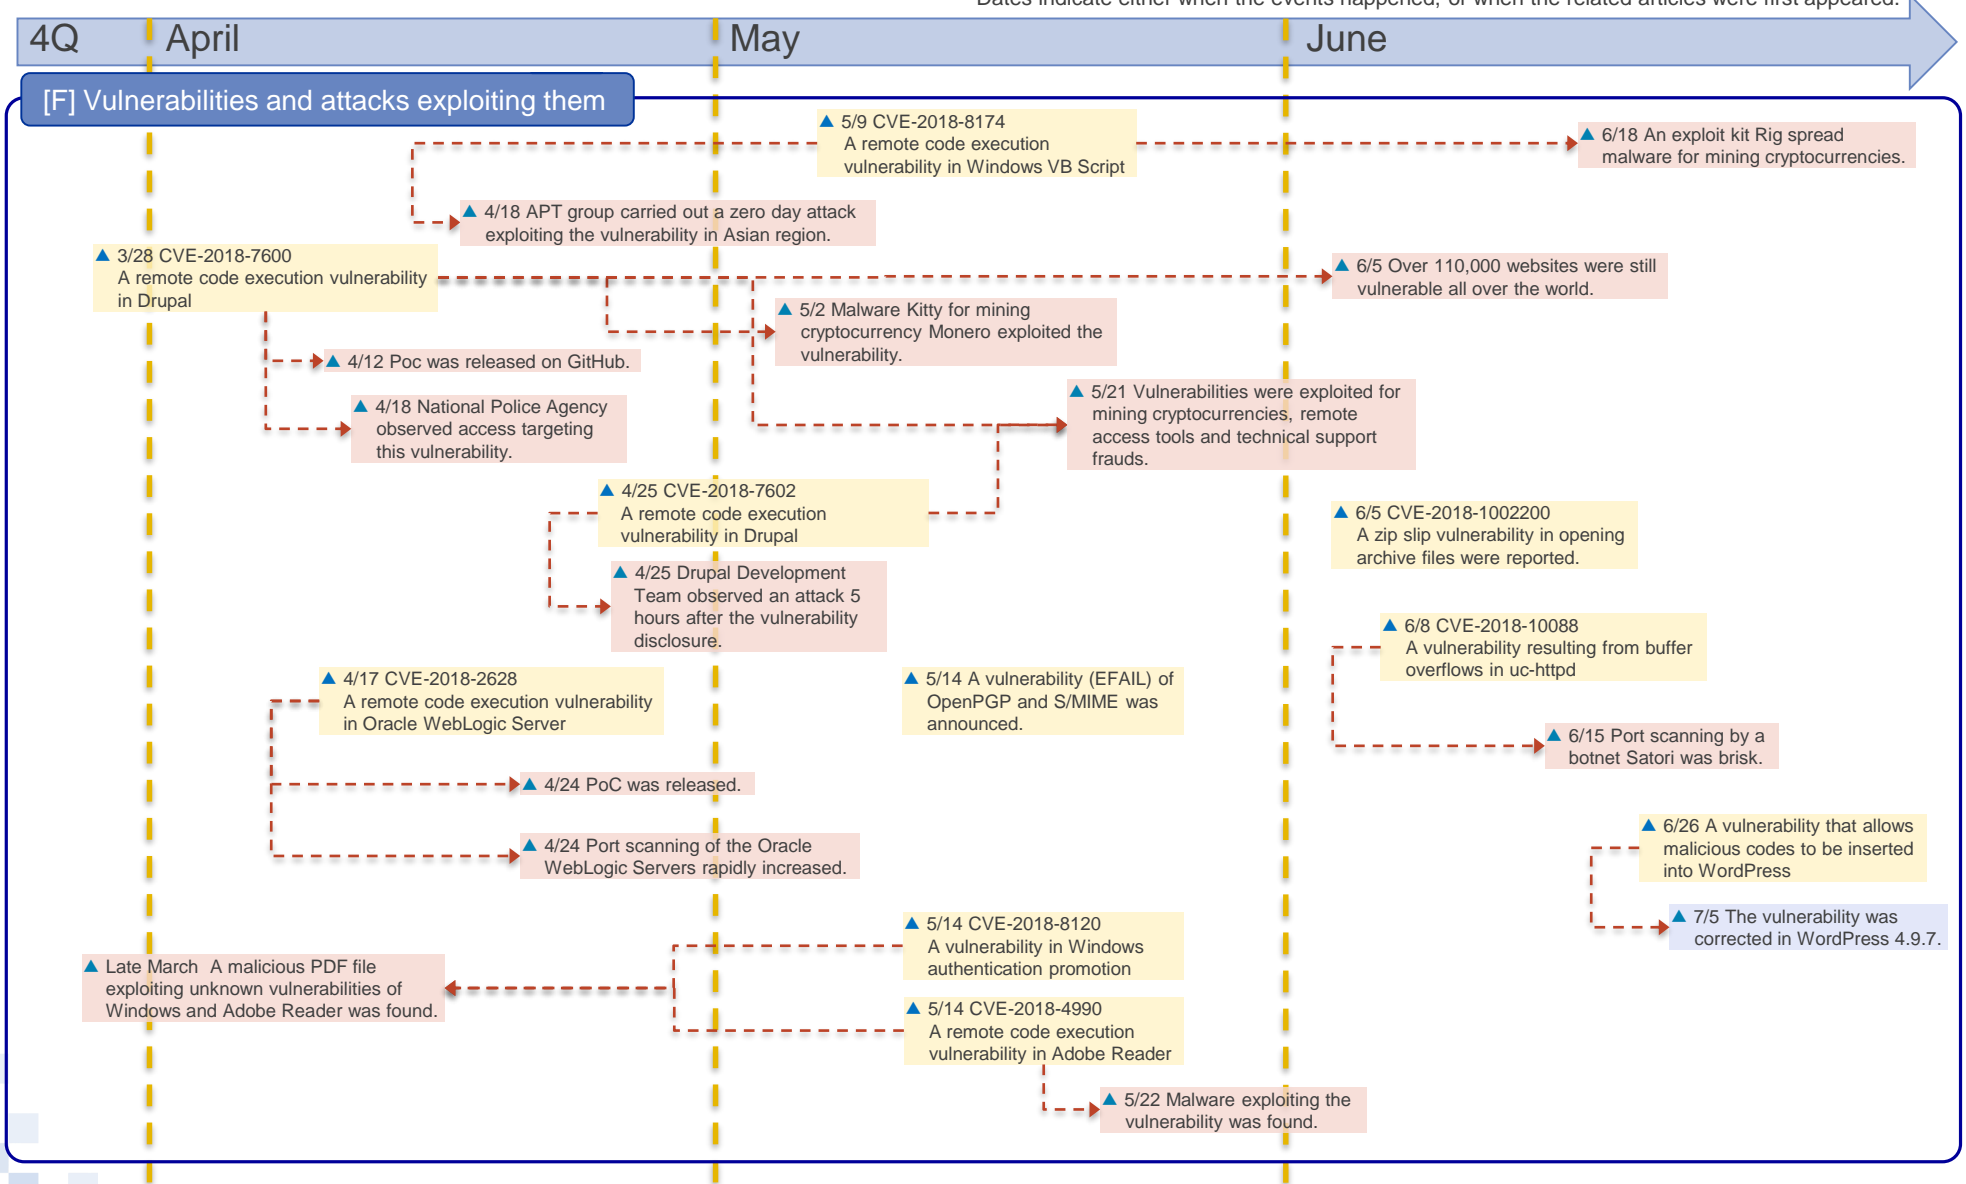 Dates indicate either when the events happened, or when the related articles were first appeared.
4Q
April
May
June
[F] Vulnerabilities and attacks exploiting them
5/9 CVE-2018-8174
A remote code execution
vulnerability in Windows VB Script
6/18 An exploit kit Rig spread
malware for mining cryptocurrencies.
4/18 APT group carried out a zero day attack
exploiting the vulnerability in Asian region.
3/28 CVE-2018-7600
A remote code execution vulnerability
in Drupal
6/5 Over 110,000 websites were still
vulnerable all over the world.
5/2 Malware Kitty for mining
cryptocurrency Monero exploited the
vulnerability.
4/12 Poc was released on GitHub.
5/21 Vulnerabilities were exploited for
mining cryptocurrencies, remote
access tools and technical support
frauds.
4/18 National Police Agency
observed access targeting
this vulnerability.
4/25 CVE-2018-7602
A remote code execution
vulnerability in Drupal
6/5 CVE-2018-1002200
A zip slip vulnerability in opening
archive files were reported.
4/25 Drupal Development
Team observed an attack 5
hours after the vulnerability
disclosure.
6/8 CVE-2018-10088
A vulnerability resulting from buffer
overflows in uc-httpd
4/17 CVE-2018-2628
A remote code execution vulnerability
in Oracle WebLogic Server
5/14 A vulnerability (EFAIL) of
OpenPGP and S/MIME was
announced.
6/15 Port scanning by a
botnet Satori was brisk.
4/24 PoC was released.
4/24 Port scanning of the Oracle
WebLogic Servers rapidly increased.
6/26 A vulnerability that allows
malicious codes to be inserted
into WordPress
7/5 The vulnerability was
corrected in WordPress 4.9.7.
5/14 CVE-2018-8120
A vulnerability in Windows
authentication promotion
Late March  A malicious PDF file
exploiting unknown vulnerabilities of
Windows and Adobe Reader was found.
5/14 CVE-2018-4990
A remote code execution
vulnerability in Adobe Reader
5/22 Malware exploiting the
vulnerability was found.